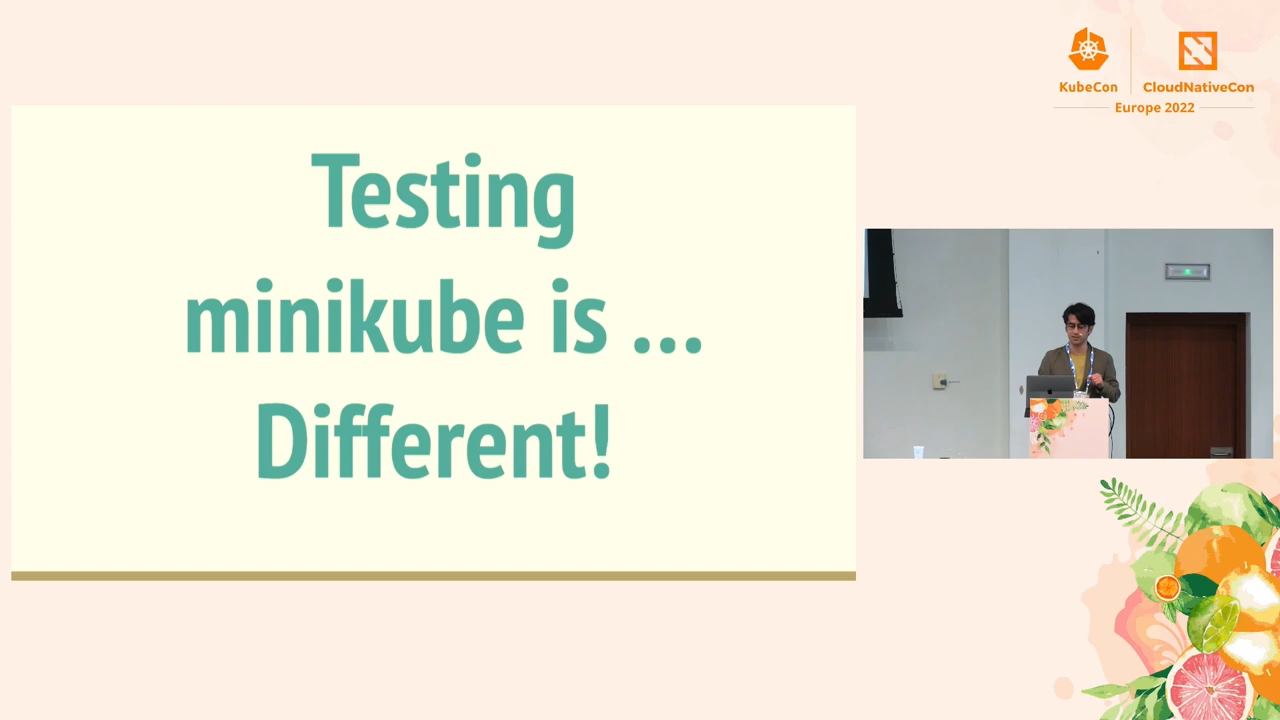 KubeCon
CloudNativeCon
Europe 2022
Testing
minikube is ...
Different!